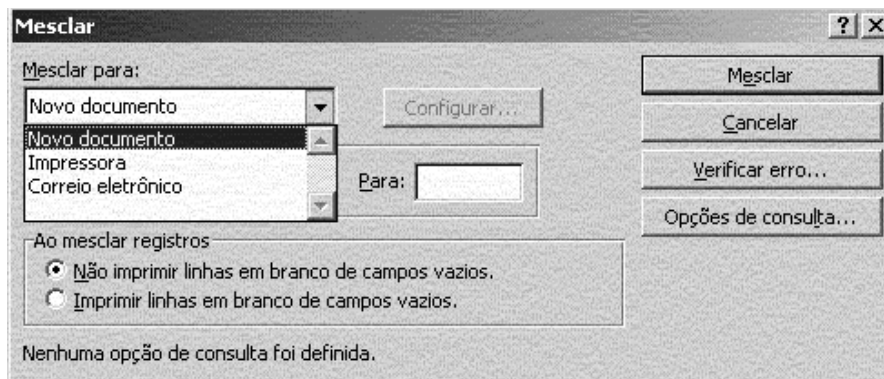 Mesclar
Mesclar para:
Novo documento
Configurar...
Novo documento
Impressora
Correio eletrônico
Para:
Ao mesclar registros
Não imprimir linhas em branco de campos vazios.
Imprimir linhas em branco de campos vazios.
Nenhuma opção de consulta foi definida.
Mesclar
Cancelar
Verificar erro...
Opções de consulta...